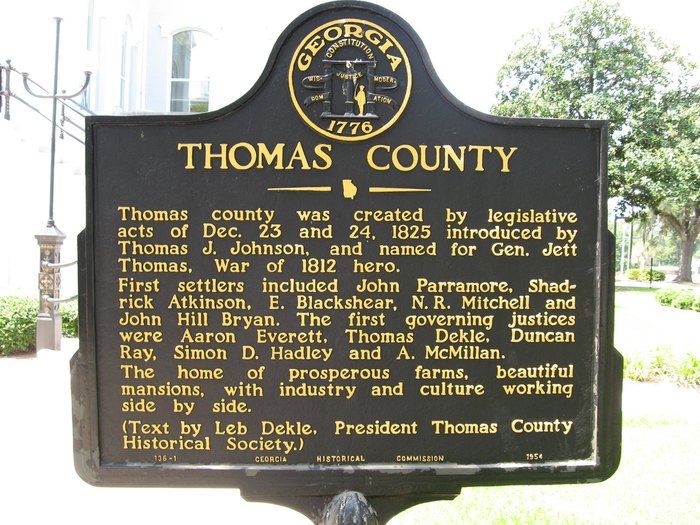 GEORGIA
CONSTITUTION
WISDOM JUSTICE MODERATION
1776
THOMAS COUNTY
Thomas county was created by legislative
acts of Dec. 23 and 24, 1825 introduced by
Thomas J. Johnson, and named for Gen. Jett
Thomas, War of 1812 hero.
First settlers included John Parramore, Shad-
rick Atkinson, E. Blackshear, N. R. Mitchell and
John Hill Bryan. The first governing justices
were Aaron Everett, Thomas Dekle, Duncan
Ray, Simon D. Hadley and A. McMillan.
The home of prosperous farms, beautiful
mansions, with industry and culture working
side by side.
(Text by Leb Dekle, President Thomas County
Historical Society.)
136-1 GEORGIA HISTORICAL COMMISSION 1954